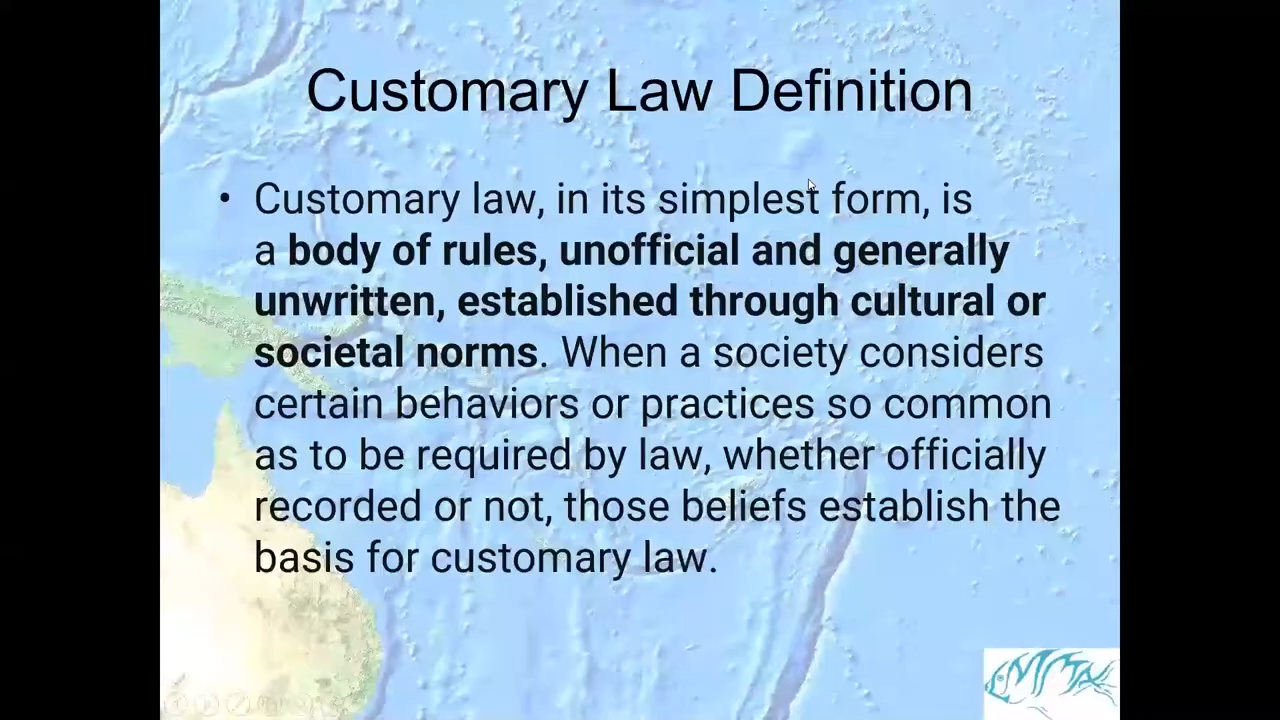 Customary Law Definition
• Customary law, in its simplest form, is
a body of rules, unofficial and generally
unwritten, established through cultural or
societal norms. When a society considers
certain behaviors or practices so common
as to be required by law, whether officially
recorded or not, those beliefs establish the
basis for customary law.